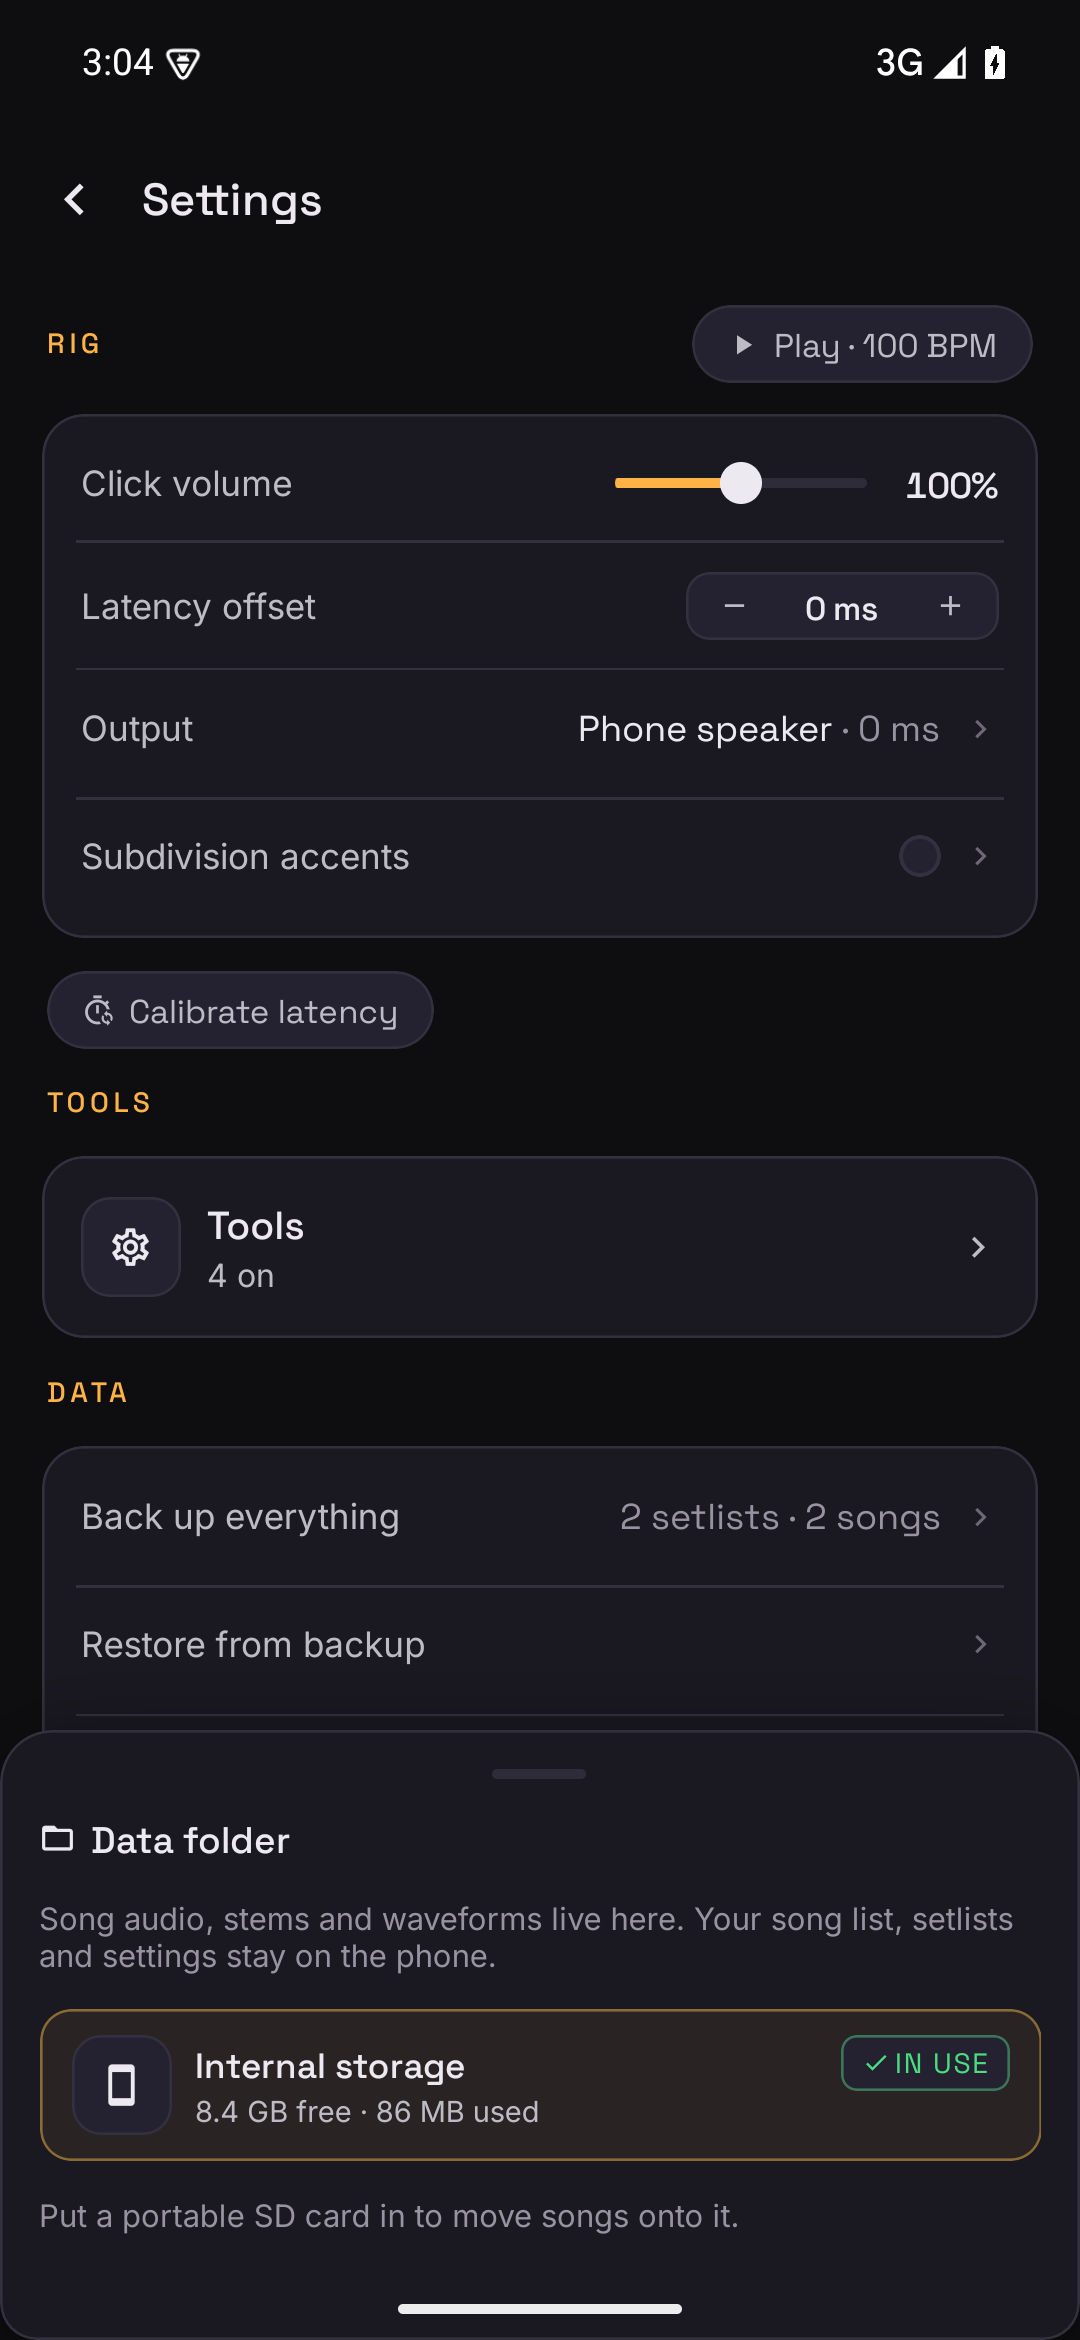 3:04
3G
Settings
RIG
Play · 100 BPM
Click volume
100%
Latency offset
− 0 ms +
Output
Phone speaker · 0 ms
Subdivision accents
Calibrate latency
TOOLS
Tools
4 on
DATA
Back up everything
2 setlists · 2 songs
Restore from backup
Data folder
Song audio, stems and waveforms live here. Your song list, setlists
and settings stay on the phone.
Internal storage
IN USE
8.4 GB free · 86 MB used
Put a portable SD card in to move songs onto it.